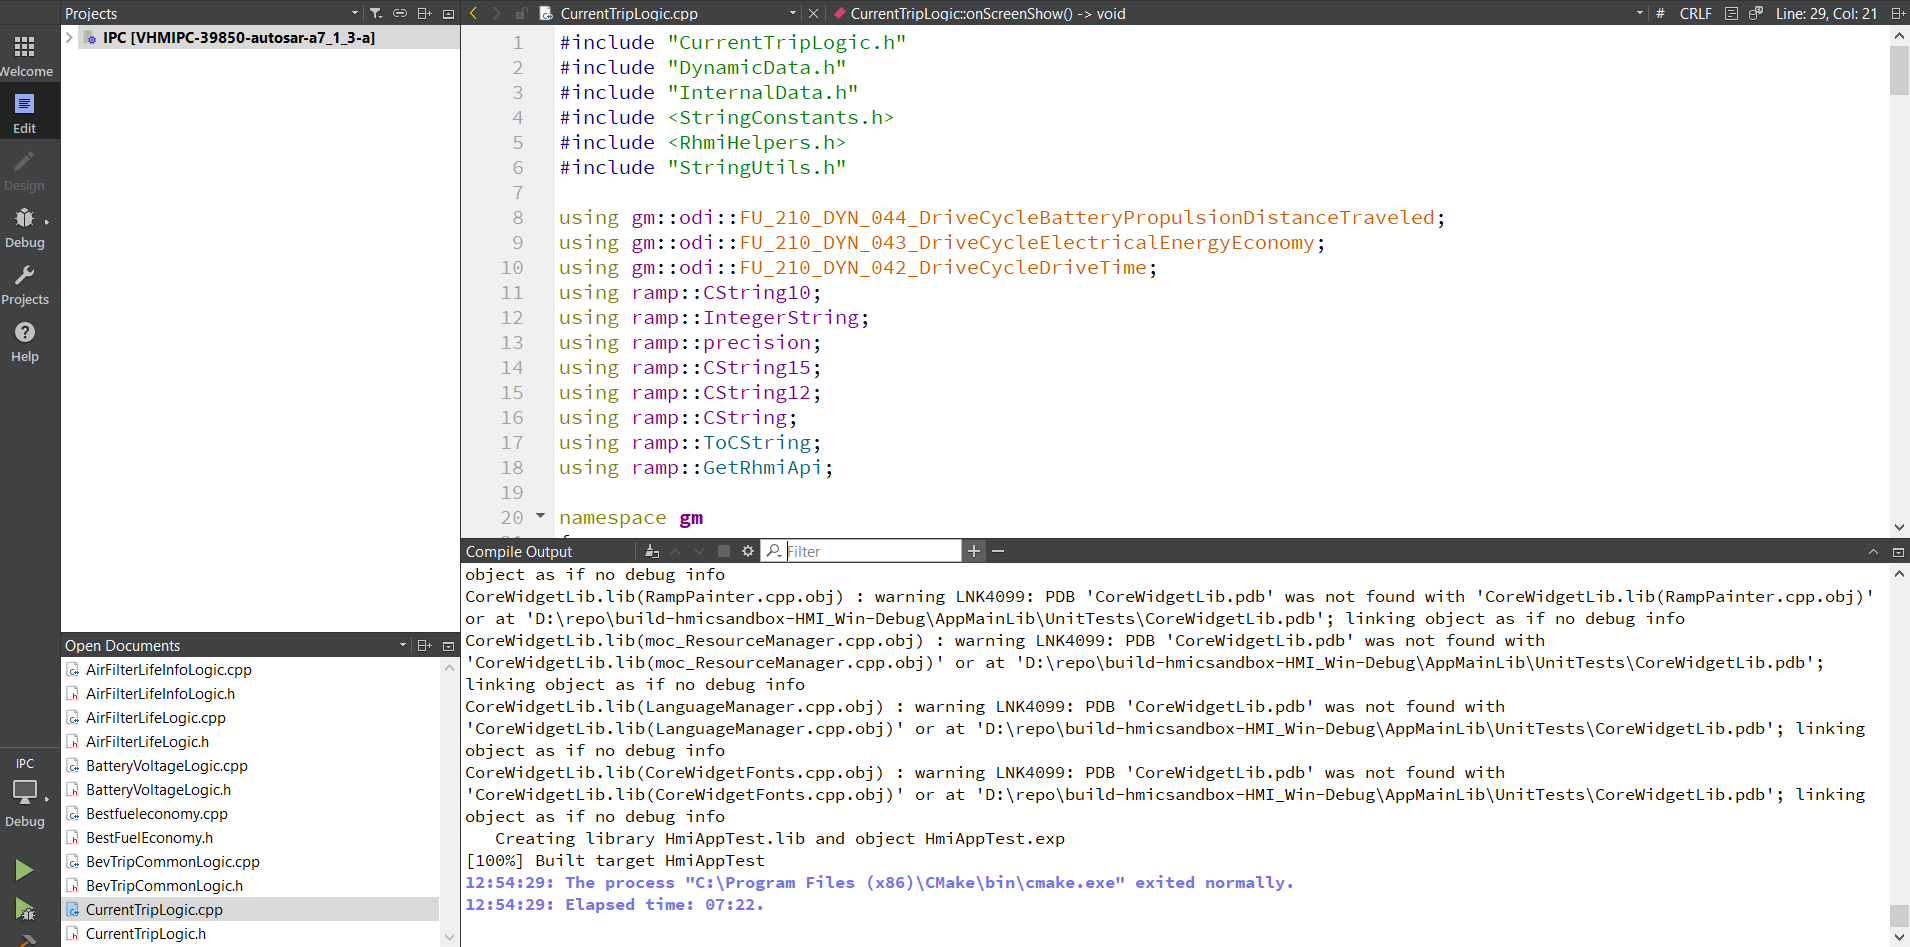 Projects
CurrentTripLogic.cpp
CurrentTripLogic::onScreenShow() -> void
# CRLF Line: 29, Col: 21
IPC [VHMIPC-39850-autosar-a7_1_3-a]
Welcome
Edit
Design
Debug
Projects
Help
IPC
Debug
1 #include "CurrentTripLogic.h"
2 #include "DynamicData.h"
3 #include "InternalData.h"
4 #include <StringConstants.h>
5 #include <RhmiHelpers.h>
6 #include "StringUtils.h"
7
8 using gm::odi::FU_210_DYN_044_DriveCycleBatteryPropulsionDistanceTraveled;
9 using gm::odi::FU_210_DYN_043_DriveCycleElectricalEnergyEconomy;
10 using gm::odi::FU_210_DYN_042_DriveCycleDriveTime;
11 using ramp::CString10;
12 using ramp::IntegerString;
13 using ramp::precision;
14 using ramp::CString15;
15 using ramp::CString12;
16 using ramp::CString;
17 using ramp::ToCString;
18 using ramp::GetRhmiApi;
19
20 namespace gm
Open Documents
AirFilterLifeInfoLogic.cpp
AirFilterLifeInfoLogic.h
AirFilterLifeLogic.cpp
AirFilterLifeLogic.h
BatteryVoltageLogic.cpp
BatteryVoltageLogic.h
Bestfueleconomy.cpp
BestFuelEconomy.h
BevTripCommonLogic.cpp
BevTripCommonLogic.h
CurrentTripLogic.cpp
CurrentTripLogic.h
Compile Output
Filter
object as if no debug info
CoreWidgetLib.lib(RampPainter.cpp.obj) : warning LNK4099: PDB 'CoreWidgetLib.pdb' was not found with 'CoreWidgetLib.lib(RampPainter.cpp.obj)'
or at 'D:\repo\build-hmicsandbox-HMI_Win-Debug\AppMainLib\UnitTests\CoreWidgetLib.pdb'; linking object as if no debug info
CoreWidgetLib.lib(moc_ResourceManager.cpp.obj) : warning LNK4099: PDB 'CoreWidgetLib.pdb' was not found with
'CoreWidgetLib.lib(moc_ResourceManager.cpp.obj)' or at 'D:\repo\build-hmicsandbox-HMI_Win-Debug\AppMainLib\UnitTests\CoreWidgetLib.pdb';
linking object as if no debug info
CoreWidgetLib.lib(LanguageManager.cpp.obj) : warning LNK4099: PDB 'CoreWidgetLib.pdb' was not found with
'CoreWidgetLib.lib(LanguageManager.cpp.obj)' or at 'D:\repo\build-hmicsandbox-HMI_Win-Debug\AppMainLib\UnitTests\CoreWidgetLib.pdb'; linking
object as if no debug info
CoreWidgetLib.lib(CoreWidgetFonts.cpp.obj) : warning LNK4099: PDB 'CoreWidgetLib.pdb' was not found with
'CoreWidgetLib.lib(CoreWidgetFonts.cpp.obj)' or at 'D:\repo\build-hmicsandbox-HMI_Win-Debug\AppMainLib\UnitTests\CoreWidgetLib.pdb'; linking
object as if no debug info
Creating library HmiAppTest.lib and object HmiAppTest.exp
[100%] Built target HmiAppTest
12:54:29: The process "C:\Program Files (x86)\CMake\bin\cmake.exe" exited normally.
12:54:29: Elapsed time: 07:22.